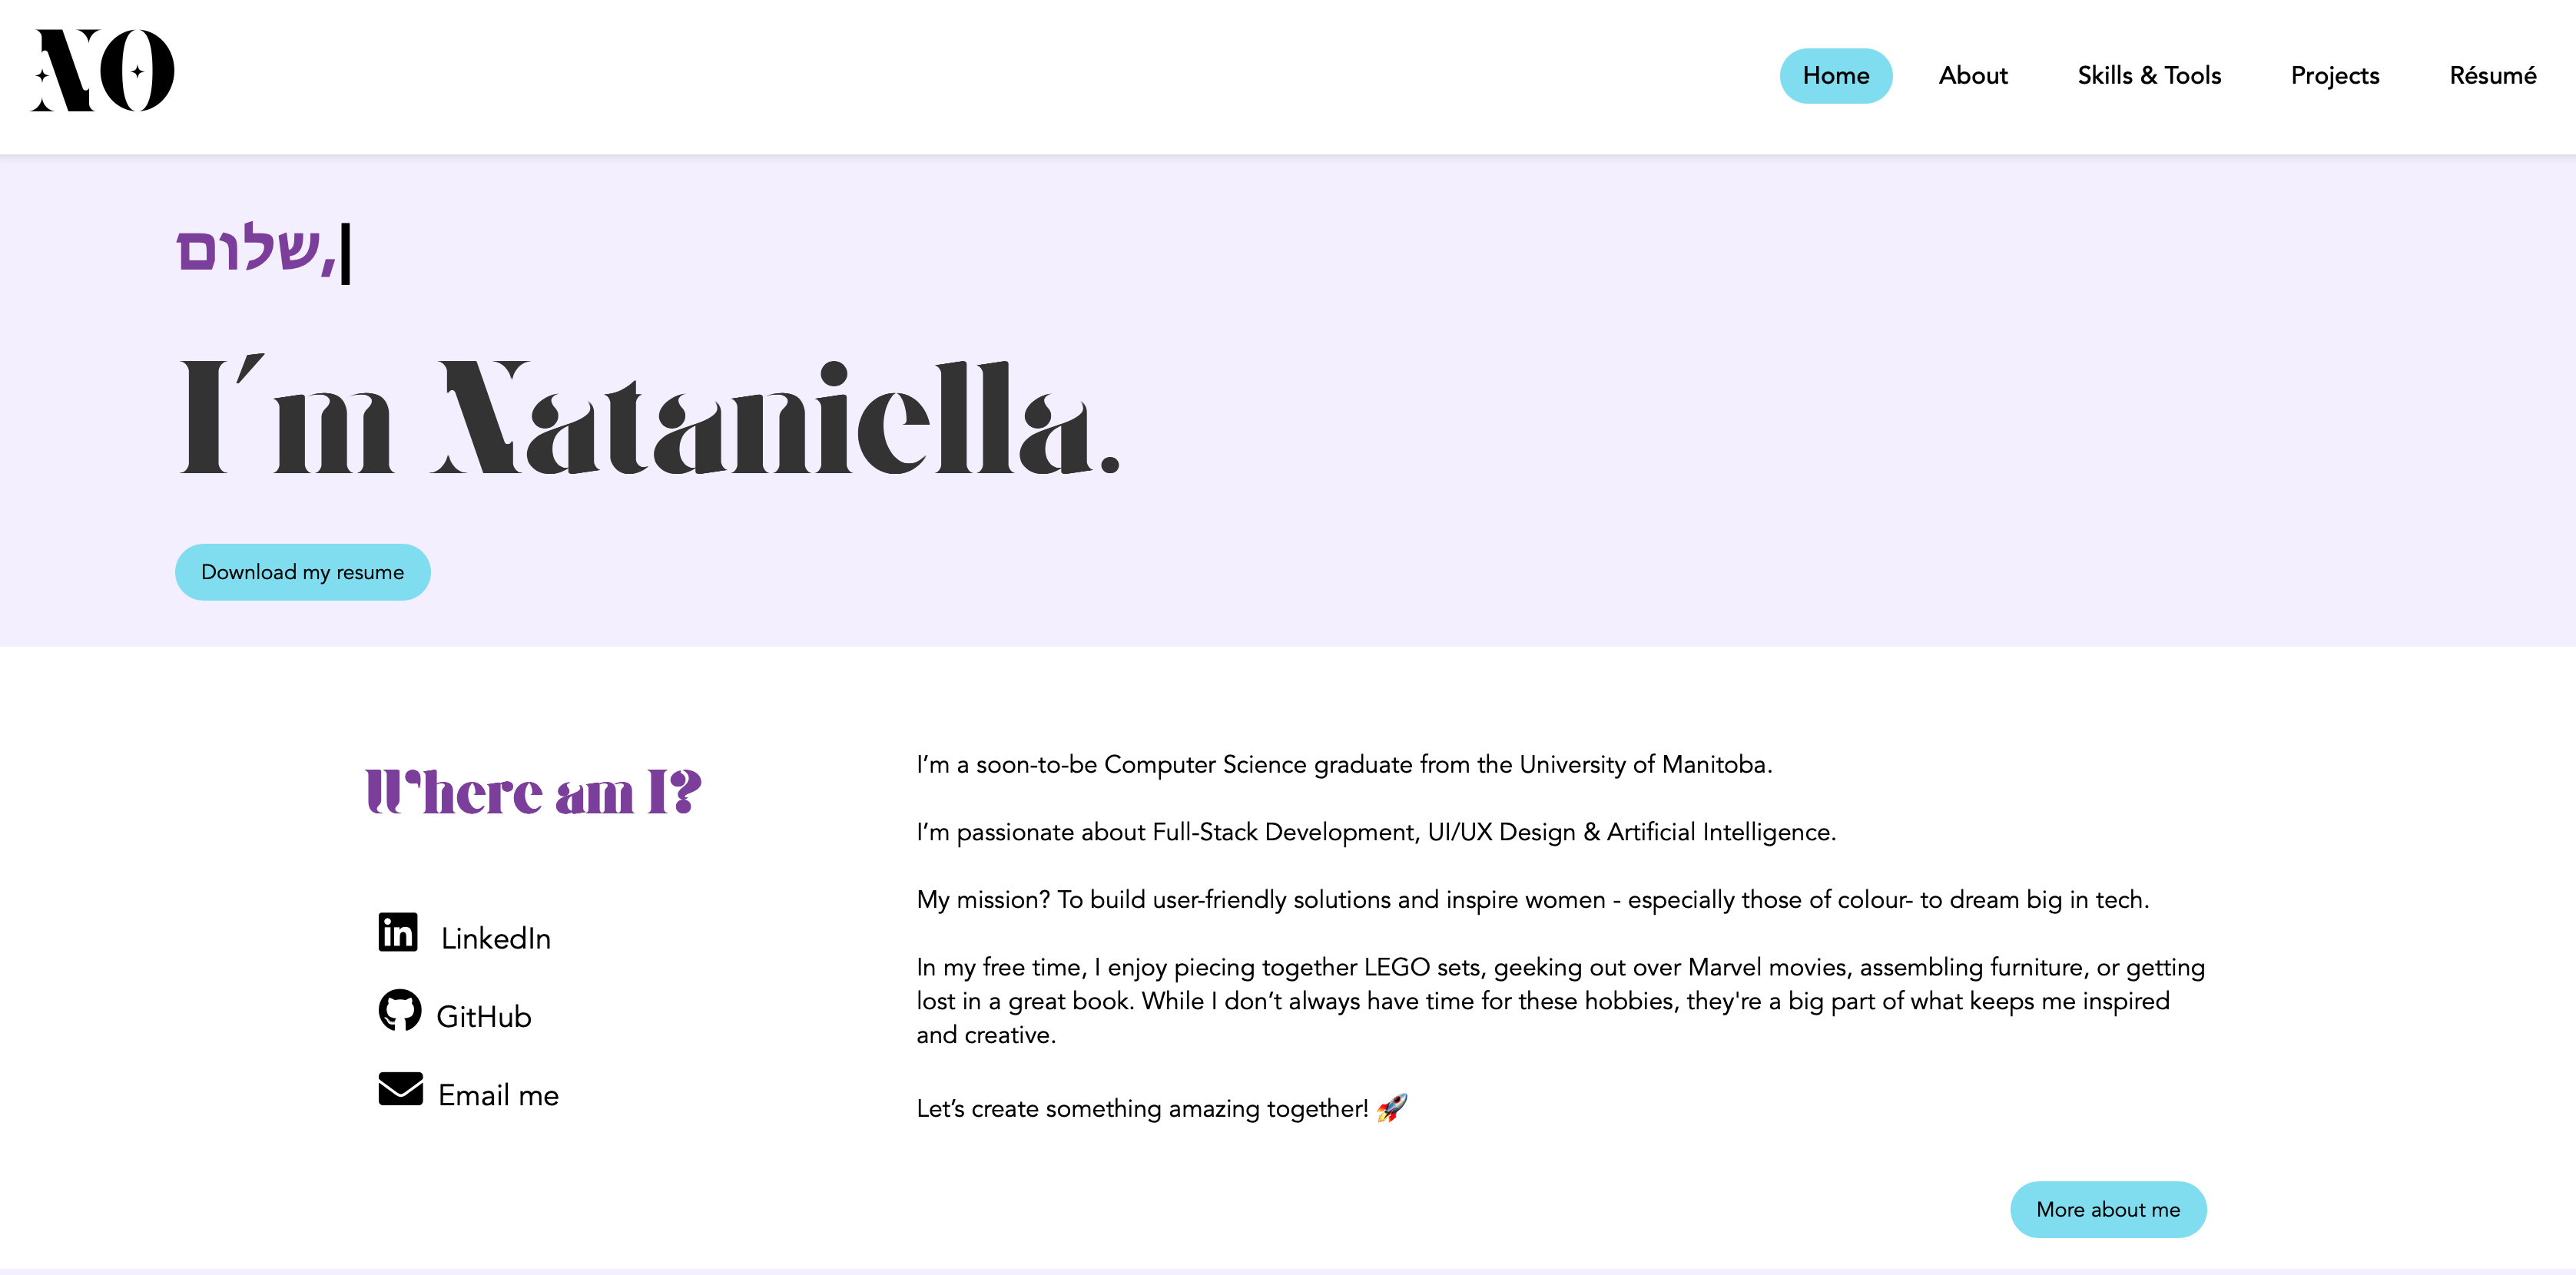 NO
Home
About
Skills & Tools
Projects
Résumé
שלום,
I´m Nataniella.
Download my resume
Where am I?
LinkedIn
GitHub
Email me
I’m a soon-to-be Computer Science graduate from the University of Manitoba.
I’m passionate about Full-Stack Development, UI/UX Design & Artificial Intelligence.
My mission? To build user-friendly solutions and inspire women - especially those of colour- to dream big in tech.
In my free time, I enjoy piecing together LEGO sets, geeking out over Marvel movies, assembling furniture, or getting
lost in a great book. While I don’t always have time for these hobbies, they're a big part of what keeps me inspired
and creative.
Let’s create something amazing together! 🚀
More about me